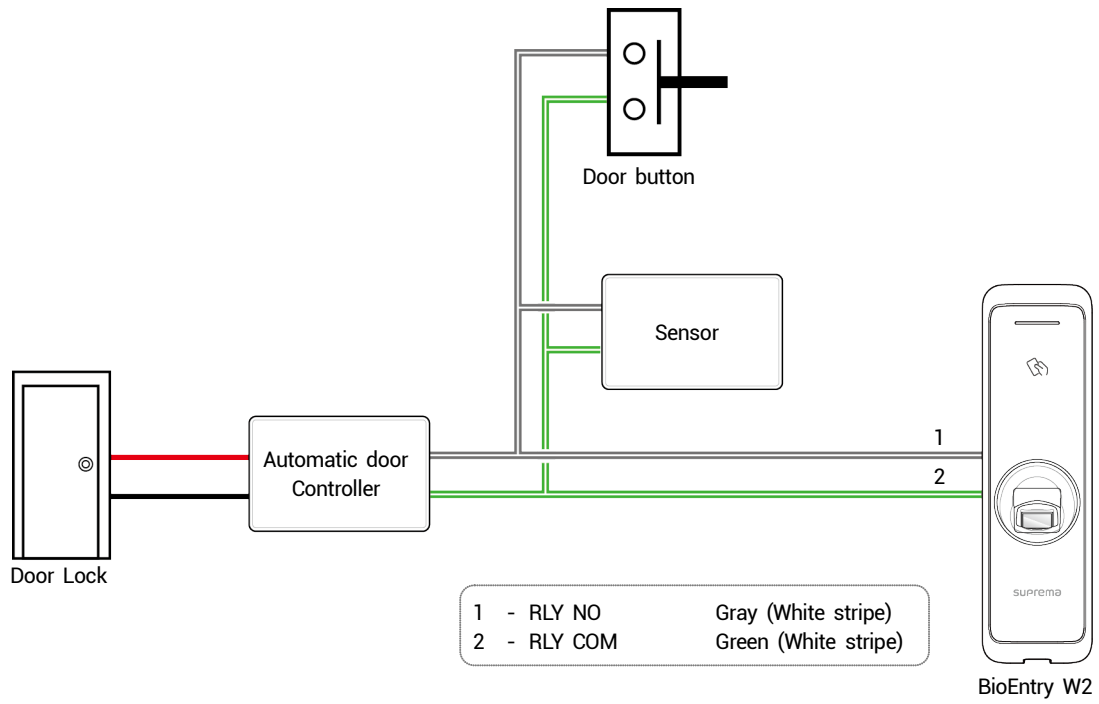 Door button
Sensor
1
2
Automatic door
Controller
Door Lock
1 - RLY NO Gray (White stripe)
2 - RLY COM Green (White stripe)
suprema
BioEntry W2